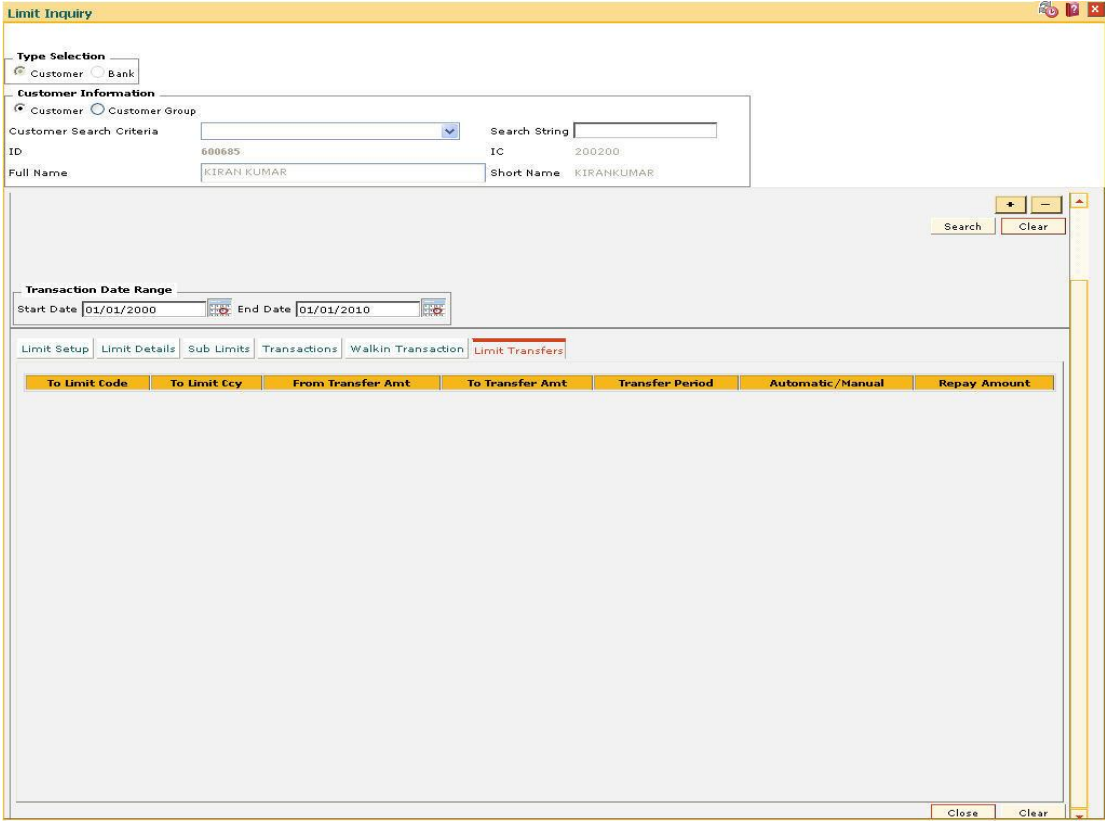 Limit Inquiry
Type Selection
Customer Bank
Customer Information
Customer Customer Group
Customer Search Criteria Search String
ID 600685 IC 200200
Full Name KIRAN KUMAR Short Name KIRANKUMAR
+ -
Search Clear
Transaction Date Range
Start Date 01/01/2000 End Date 01/01/2010
Limit Setup Limit Details Sub Limits Transactions Walkin Transaction Limit Transfers
To Limit Code To Limit Ccy From Transfer Amt To Transfer Amt Transfer Period Automatic/Manual Repay Amount
Close Clear